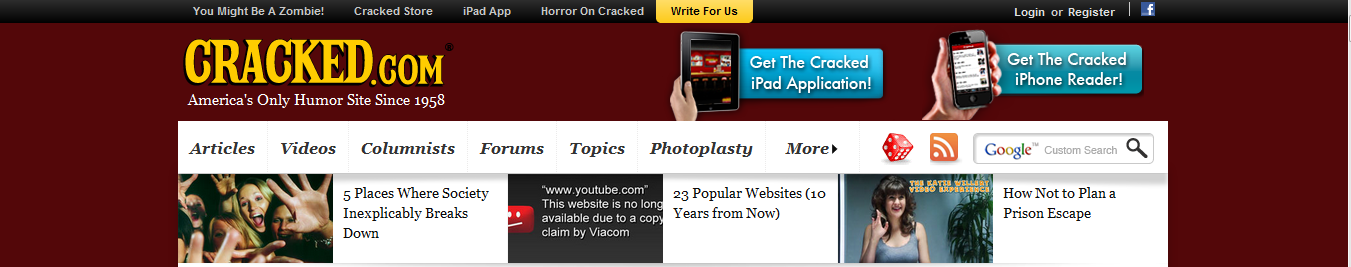 You Might Be A Zombie! Cracked Store iPad App Horror On Cracked Write For Us Login or Register
CRACKED.COM®
America's Only Humor Site Since 1958
Get The Cracked
iPad Application!
Get The Cracked
iPhone Reader!
Articles Videos Columnists Forums Topics Photoplasty More
Google™ Custom Search
5 Places Where Society
Inexplicably Breaks
Down
“www.youtube.com”
This website is no long
available due to a copy
claim by Viacom
23 Popular Websites (10
Years from Now)
THE KATIE WILLERT
VIDEO EXPERIENCE
How Not to Plan a
Prison Escape